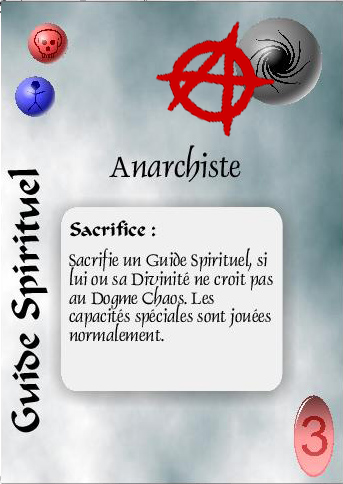 Anarchiste
Guide Spirituel
Sacrifice :
Sacrifie un Guide Spirituel, si
lui ou sa Divinité ne croit pas
au Dogme Chaos. Les
capacités spéciales sont jouées
normalement.
3